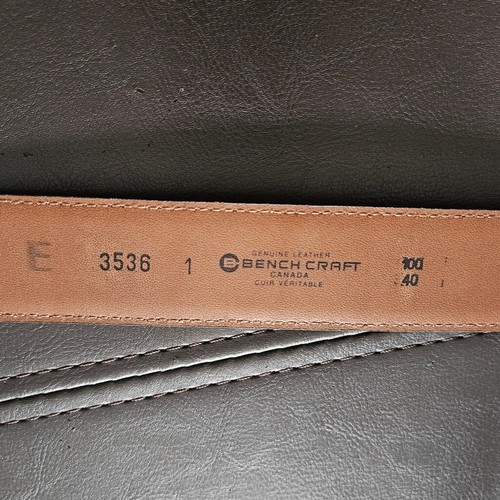 E 3536 1
GENUINE LEATHER
B BENCH CRAFT
CANADA
CUIR VÉRITABLE
100
40